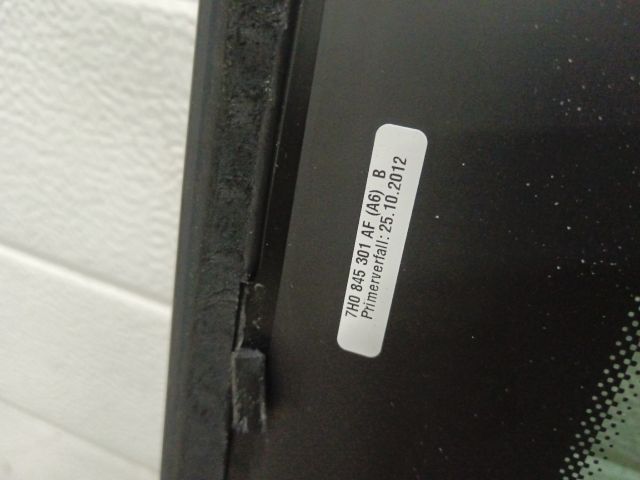 7H0 845 301 AF (A6) B
Primerverfall: 25.10.2012